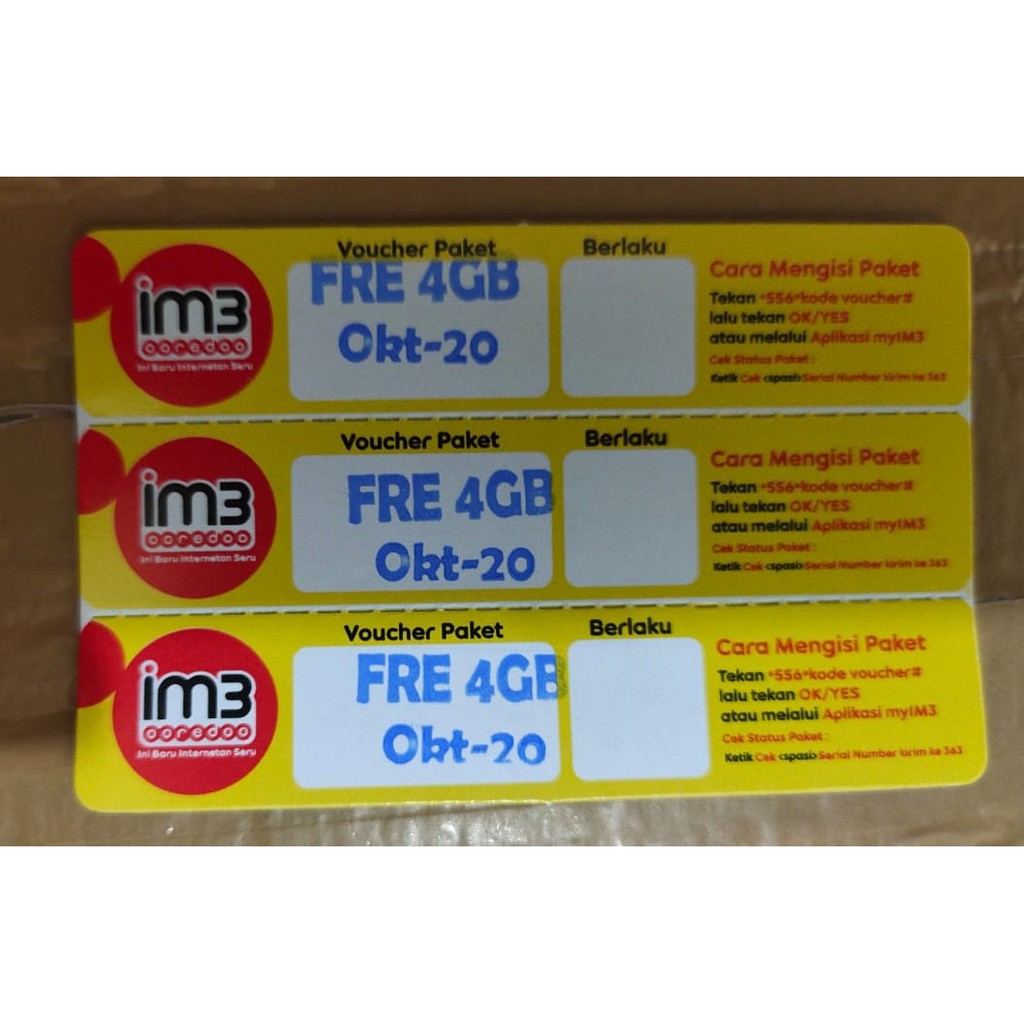 im3
ooredoo
Ini Baru Internetan Seru
Voucher Paket
FRE 4GB
Okt-20
Berlaku
Cara Mengisi Paket
Tekan *556*kode voucher#
lalu tekan OK/YES
atau melalui Aplikasi myIM3
Cek Status Paket :
Ketik Cek <spasi> Serial Number kirim ke 363
im3
ooredoo
Ini Baru Internetan Seru
Voucher Paket
FRE 4GB
Okt-20
Berlaku
Cara Mengisi Paket
Tekan *556*kode voucher#
lalu tekan OK/YES
atau melalui Aplikasi myIM3
Cek Status Paket :
Ketik Cek <spasi> Serial Number kirim ke 363
im3
ooredoo
Ini Baru Internetan Seru
Voucher Paket
FRE 4GB
Okt-20
Berlaku
Cara Mengisi Paket
Tekan *556*kode voucher#
lalu tekan OK/YES
atau melalui Aplikasi myIM3
Cek Status Paket :
Ketik Cek <spasi> Serial Number kirim ke 363